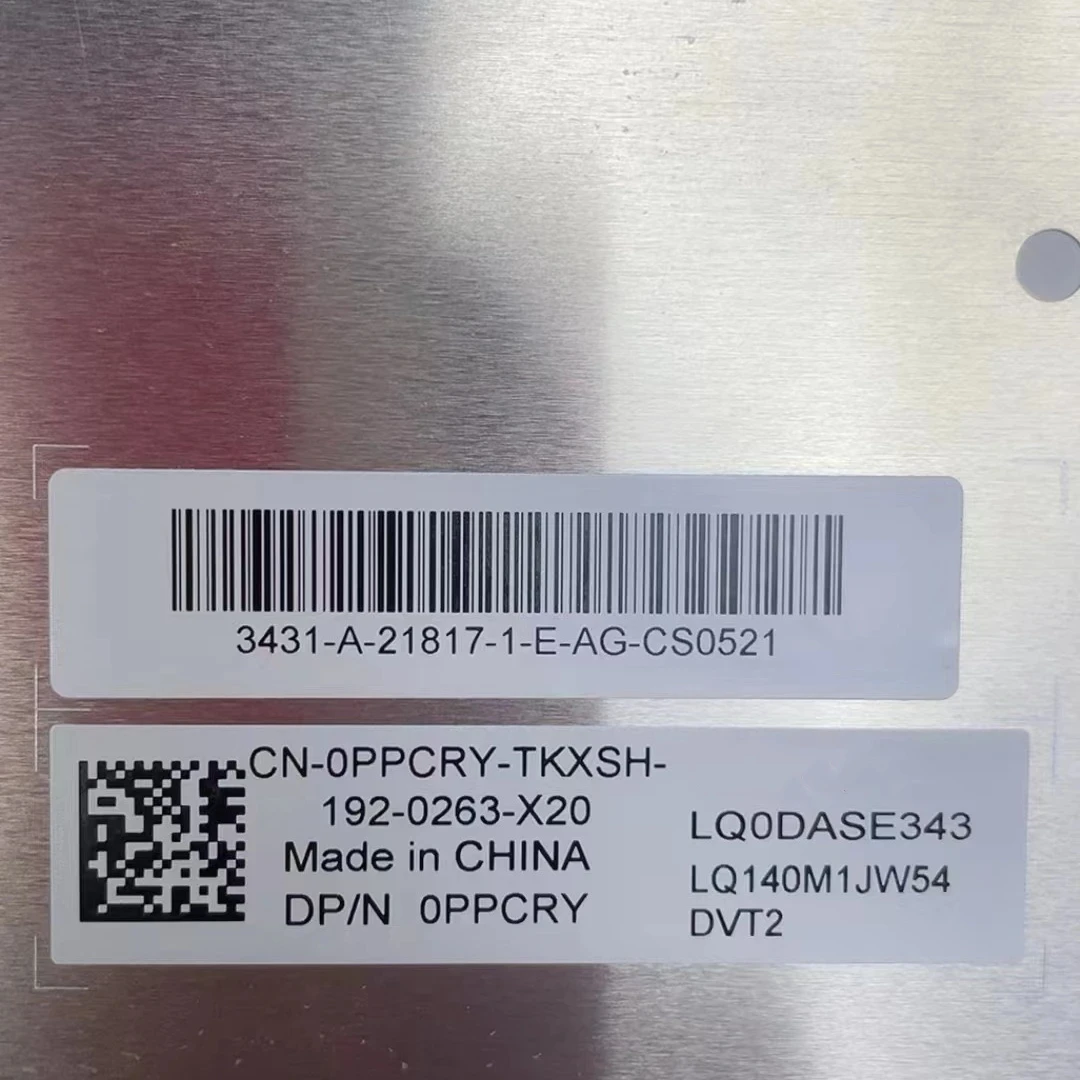 3431-A-21817-1-E-AG-CS0521
CN-0PPCRY-TKXSH-
192-0263-X20
Made in CHINA
DP/N 0PPCRY
LQ0DASE343
LQ140M1JW54
DVT2